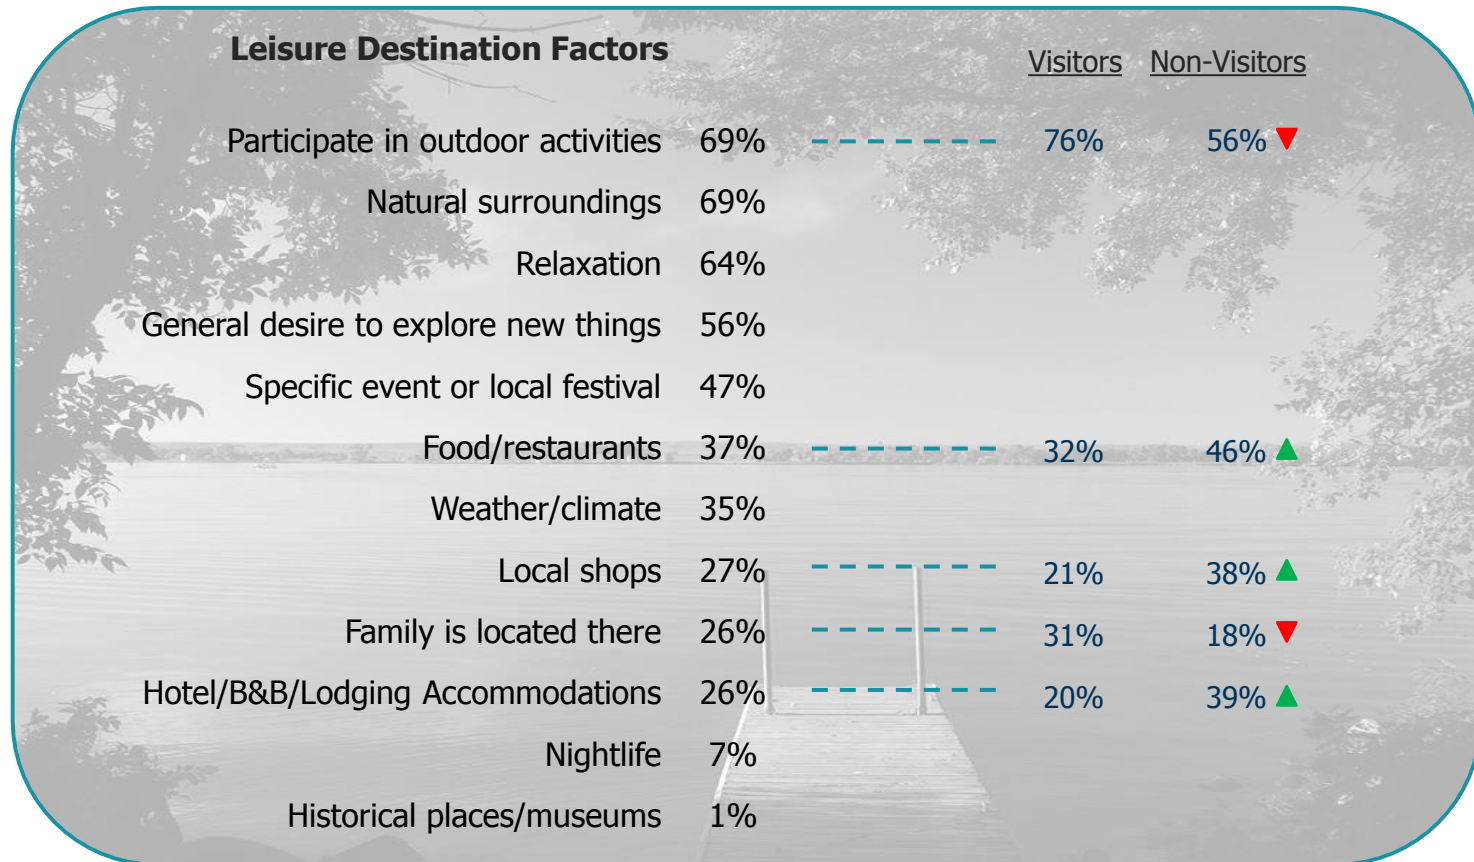 Leisure Destination Factors
Visitors Non-Visitors
Participate in outdoor activities 69% 76% 56%
Natural surroundings 69%
Relaxation 64%
General desire to explore new things 56%
Specific event or local festival 47%
Food/restaurants 37% 32% 46%
Weather/climate 35%
Local shops 27% 21% 38%
Family is located there 26% 31% 18%
Hotel/B&B/Lodging Accommodations 26% 20% 39%
Nightlife 7%
Historical places/museums 1%